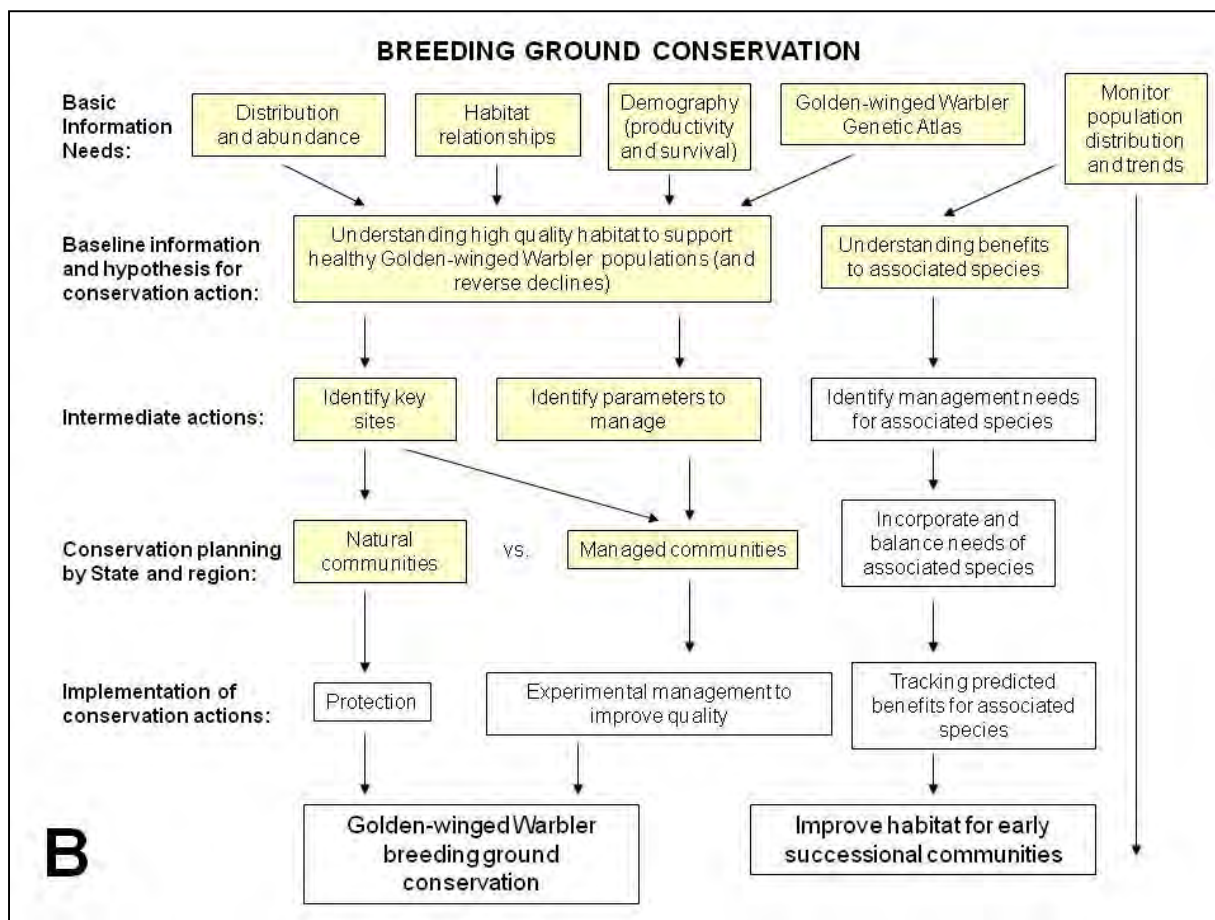 BREEDING GROUND CONSERVATION
Basic
Information
Needs:
Distribution
and abundance
Habitat
relationships
Demography
(productivity
and survival)
Golden-winged Warbler
Genetic Atlas
Monitor
population
distribution
and trends
Baseline information
and hypothesis for
conservation action:
Understanding high quality habitat to support
healthy Golden-winged Warbler populations (and
reverse declines)
Understanding benefits
to associated species
Intermediate actions:
Identify key
sites
Identify parameters to
manage
Identify management needs
for associated species
Conservation planning
by State and region:
Natural
communities
vs.
Managed communities
Incorporate and
balance needs of
associated species
Implementation of
conservation actions:
Protection
Experimental management to
improve quality
Tracking predicted
benefits for associated
species
Golden-winged Warbler
breeding ground
conservation
Improve habitat for early
successional communities
B